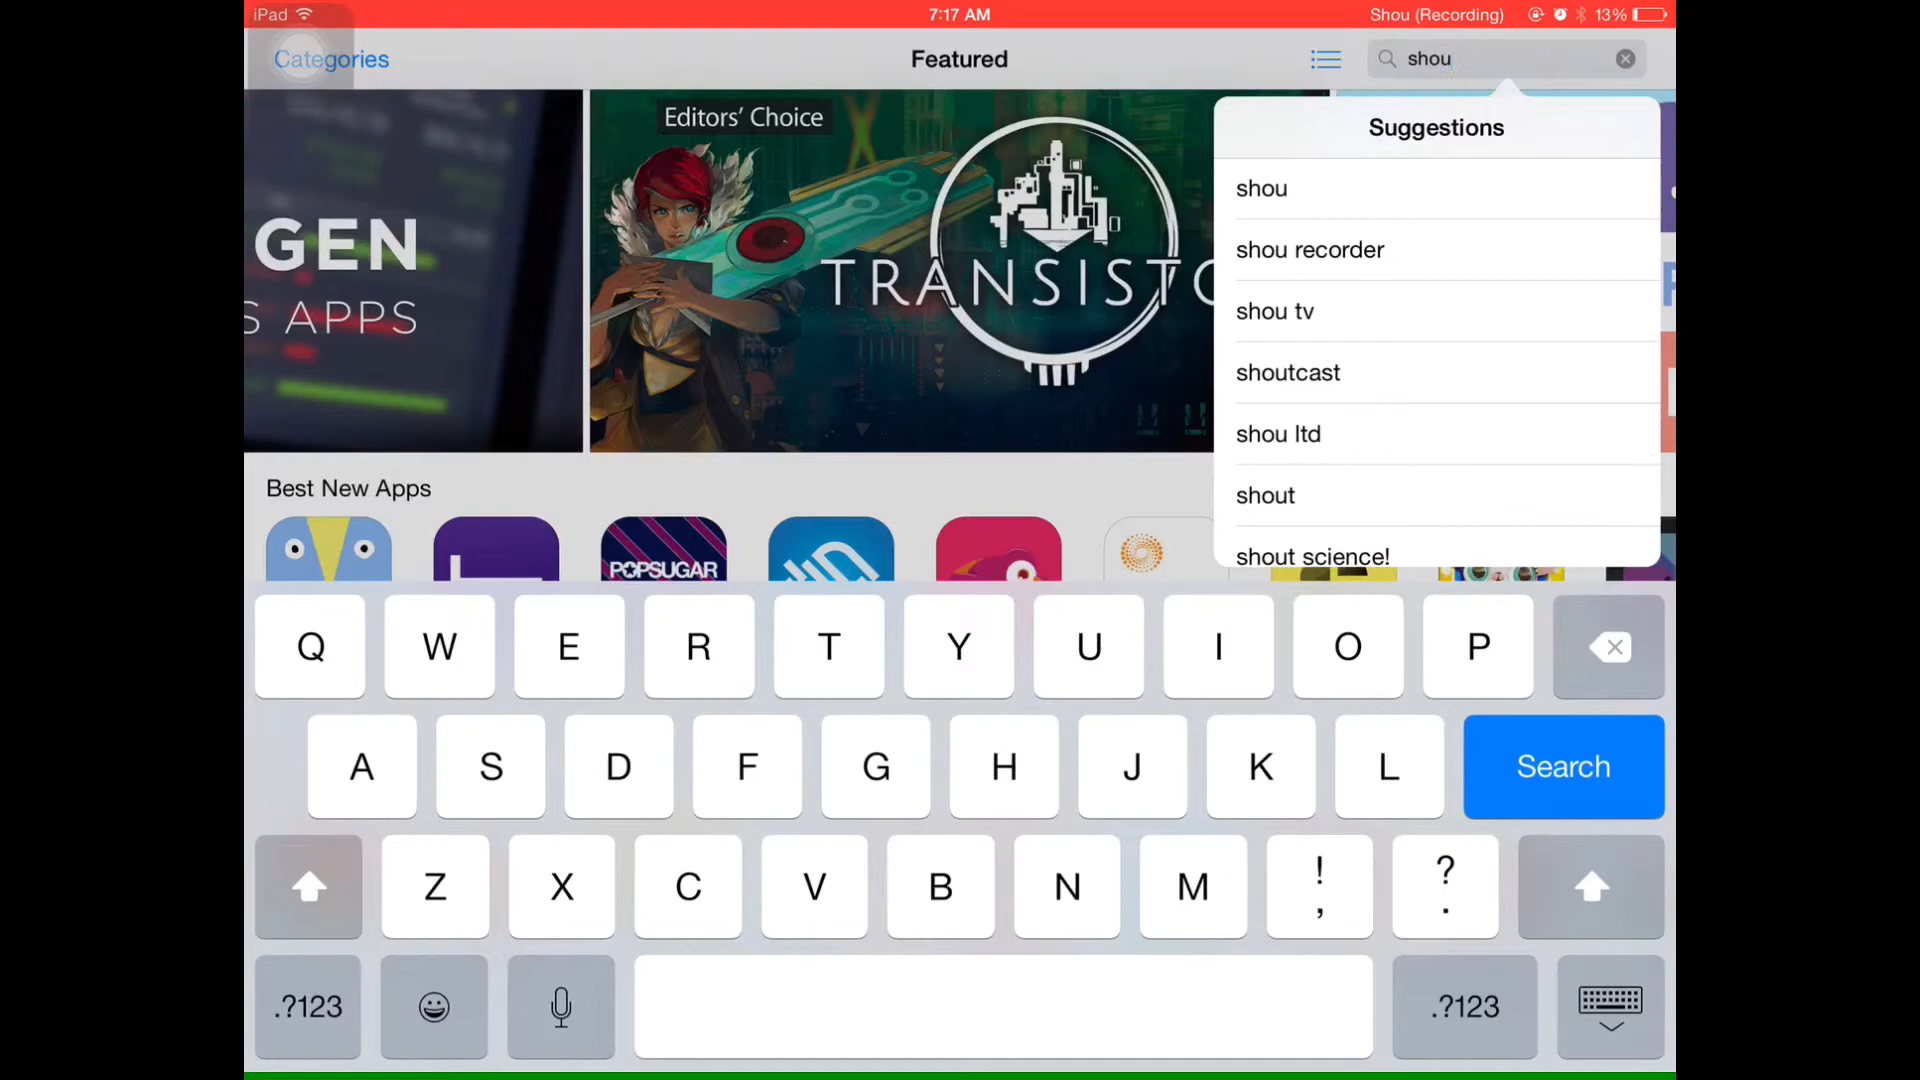 iPad 7:17 AM Shou (Recording) 13%
Categories Featured shou
Editors' Choice
GEN
S APPS
TRANSISTO
Suggestions
shou
shou recorder
shou tv
shoutcast
shou ltd
shout
shout science!
Best New Apps
POPSUGAR
Q W E R T Y U I O P
A S D F G H J K L Search
Z X C V B N M ! , ? .
.?123 .?123